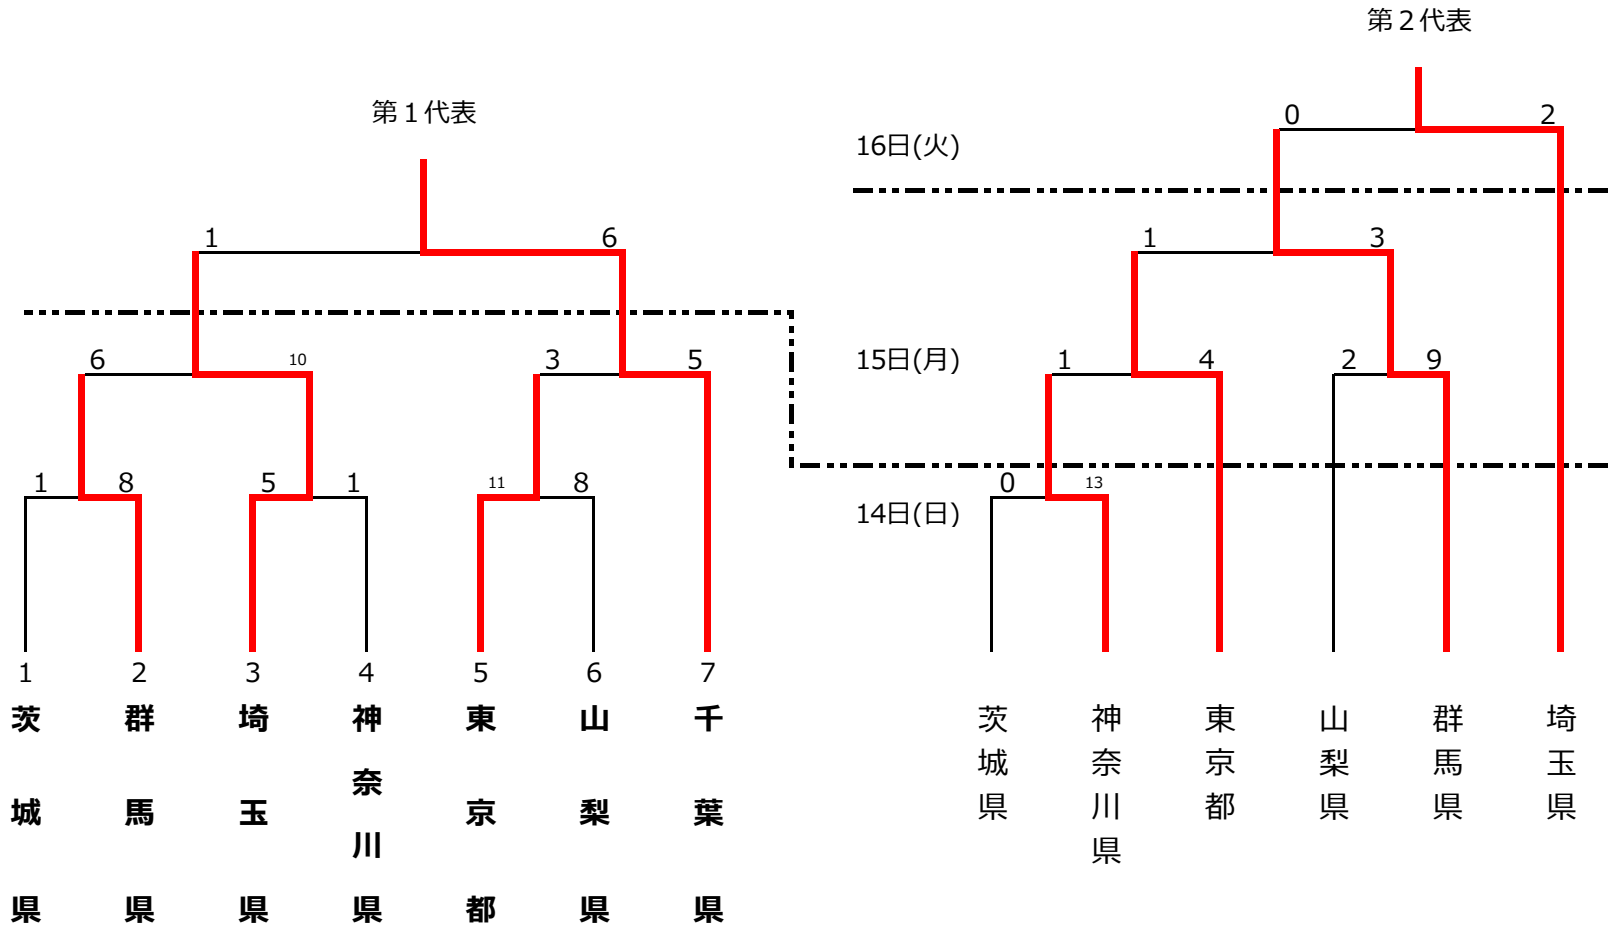 第２代表
0 2
第１代表
16日(火)
1 6
1 3
6 10 3 5
15日(月)
1 4 2 9
1 8 5 1 11 8
0 13
14日(日)
1 2 3 4 5 6 7
茨城県
群馬県
埼玉県
神奈川県
東京都
山梨県
千葉県
茨城県
神奈川県
東京都
山梨県
群馬県
埼玉県